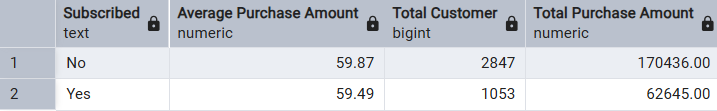 Subscribed Average Purchase Amount Total Customer Total Purchase Amount
text numeric bigint numeric
1 No 59.87 2847 170436.00
2 Yes 59.49 1053 62645.00